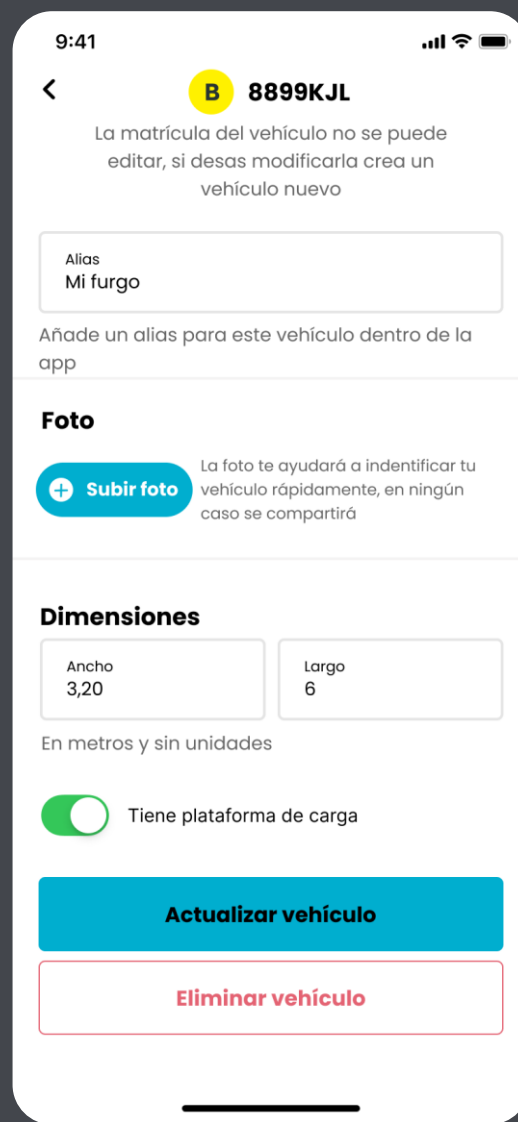 9:41
B 8899KJL
La matrícula del vehículo no se puede
editar, si desas modificarla crea un
vehículo nuevo
Alias
Mi furgo
Añade un alias para este vehículo dentro de la
app
Foto
Subir foto
La foto te ayudará a indentificar tu
vehículo rápidamente, en ningún
caso se compartirá
Dimensiones
Ancho
3,20
Largo
6
En metros y sin unidades
Tiene plataforma de carga
Actualizar vehículo
Eliminar vehículo